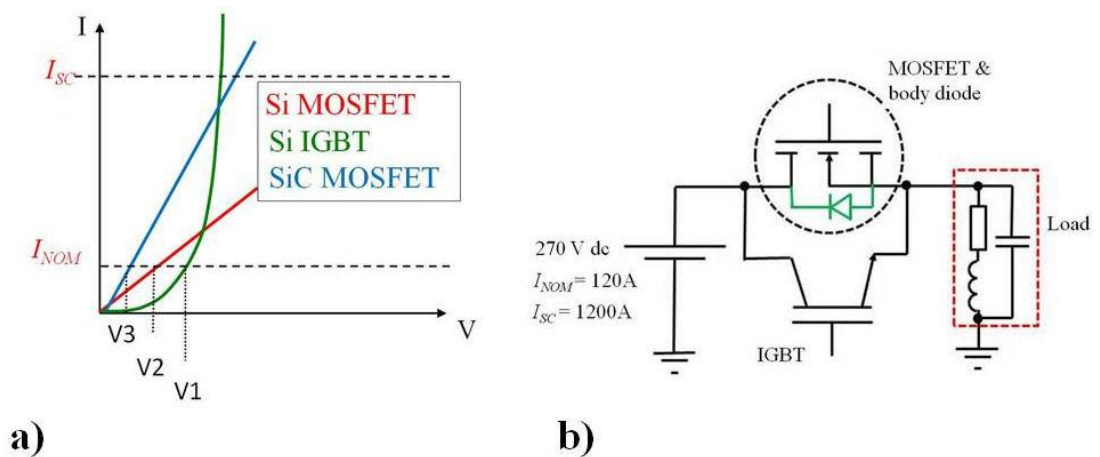 I
I_SC
Si MOSFET
Si IGBT
SiC MOSFET
I_NOM
V3
V
V2
V1
a)
MOSFET &
body diode
Load
270 V dc
I_NOM = 120A
I_SC = 1200A
IGBT
b)